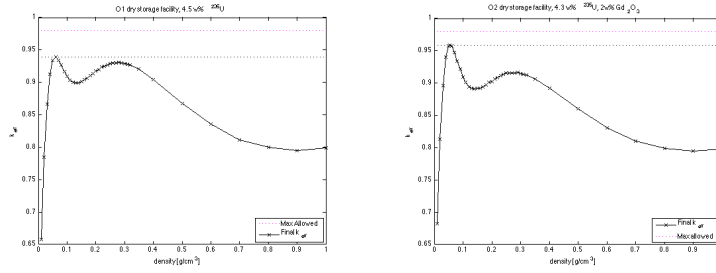 O1 dry storage facility, 4.5 w% ²³⁵U
k_eff
1
0.95
0.9
0.85
0.8
0.75
0.7
0.65
0 0.1 0.2 0.3 0.4 0.5 0.6 0.7 0.8 0.9 1
density [g/cm³]
Max Allowed
Final k_eff
O2 dry storage facility, 4.3 w% ²³⁵U, 2w% Gd₂O₃
k_eff
1
0.95
0.9
0.85
0.8
0.75
0.7
0.65
0 0.1 0.2 0.3 0.4 0.5 0.6 0.7 0.8 0.9
density [g/cm³]
Final k_eff
Max allowed